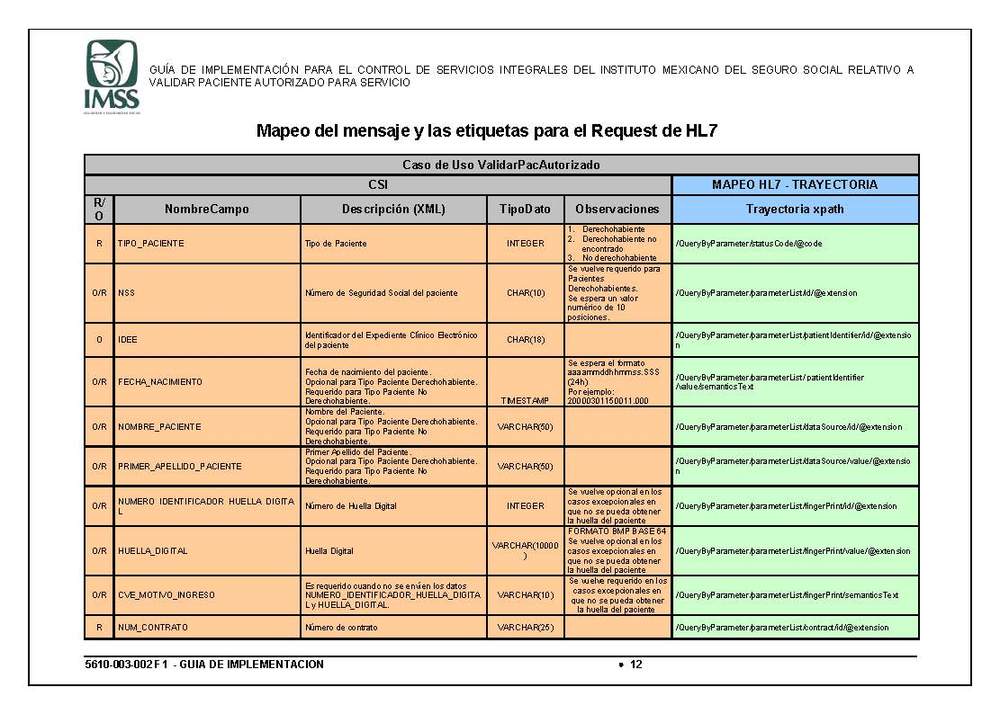 GUÍA DE IMPLEMENTACIÓN PARA EL CONTROL DE SERVICIOS INTEGRALES DEL INSTITUTO MEXICANO DEL SEGURO SOCIAL RELATIVO A
VALIDAR PACIENTE AUTORIZADO PARA SERVICIO
IMSS
Mapeo del mensaje y las etiquetas para el Request de HL7
Caso de Uso ValidarPacAutorizado
CSI
MAPEO HL7 - TRAYECTORIA
R/
O
NombreCampo
Descripción (XML)
TipoDato
Observaciones
Trayectoria xpath
R
TIPO_PACIENTE
Tipo de Paciente
INTEGER
1. Derechohabiente
2. Derechohabiente no
encontrado
3. No derechohabiente
/QueryByParameter/statusCode/@code
O/R
NSS
Número de Seguridad Social del paciente
CHAR(10)
Se vuelve requerido para
Pacientes
Derechohabientes.
Se espera un valor
numérico de 10
posiciones.
/QueryByParameter/parameterList/id/@extension
O
IDEE
Identificador del Expediente Clínico Electrónico
del paciente
CHAR(18)
/QueryByParameter/parameterList/patientIdentifier/id/@extensio
n
O/R
FECHA_NACIMIENTO
Fecha de nacimiento del paciente.
Opcional para Tipo Paciente Derechohabiente.
Requerido para Tipo Paciente No
Derechohabiente.
TIMESTAMP
Se espera el formato
aaaammddhhmmss.SSS
(24h)
Por ejemplo:
20000301150011.000
/QueryByParameter/parameterList/ patientIdentifier
/value/semanticsText
O/R
NOMBRE_PACIENTE
Nombre del Paciente.
Opcional para Tipo Paciente Derechohabiente.
Requerido para Tipo Paciente No
Derechohabiente.
VARCHAR(50)
/QueryByParameter/parameterList/dataSource/id/@extension
O/R
PRIMER_APELLIDO_PACIENTE
Primer Apellido del Paciente.
Opcional para Tipo Paciente Derechohabiente.
Requerido para Tipo Paciente No
Derechohabiente.
VARCHAR(50)
/QueryByParameter/parameterList/dataSource/value/@extensio
n
O/R
NUMERO_IDENTIFICADOR_HUELLA_DIGITA
L
Número de Huella Digital
INTEGER
Se vuelve opcional en los
casos excepcionales en
que no se pueda obtener
la huella del paciente
/QueryByParameter/parameterList/fingerPrint/id/@extension
O/R
HUELLA_DIGITAL
Huella Digital
VARCHAR(10000
)
FORMATO BMP BASE 64
Se vuelve opcional en los
casos excepcionales en
que no se pueda obtener
la huella del paciente
/QueryByParameter/parameterList/fingerPrint/value/@extension
O/R
CVE_MOTIVO_INGRESO
Es requerido cuando no se envíen los datos
NUMERO_IDENTIFICADOR_HUELLA_DIGITA
L y HUELLA_DIGITAL.
VARCHAR(10)
Se vuelve requerido en los
casos excepcionales en
que no se pueda obtener
la huella del paciente
/QueryByParameter/parameterList/fingerPrint/semanticsText
R
NUM_CONTRATO
Número de contrato
VARCHAR(25)
/QueryByParameter/parameterList/contract/id/@extension
5610-003-002 F 1 - GUIA DE IMPLEMENTACION
• 12